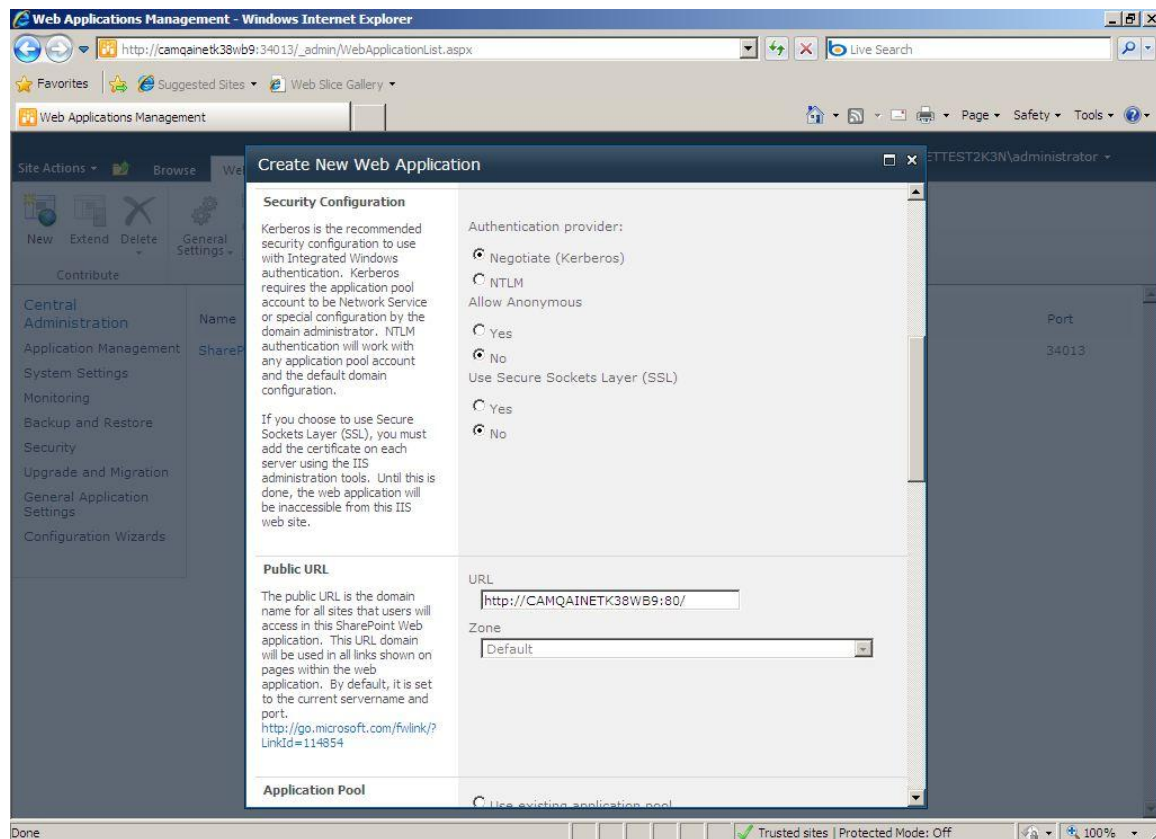 Web Applications Management - Windows Internet Explorer
http://camqainetk38wb9:34013/_admin/WebApplicationList.aspx
Live Search
Favorites
Suggested Sites
Web Slice Gallery
Web Applications Management
Page
Safety
Tools
Site Actions
Browse
We
Create New Web Application
ETTEST2K3N\administrator
New
Extend
Delete
General
Settings
Contribute
Central
Administration
Application Management
System Settings
Monitoring
Backup and Restore
Security
Upgrade and Migration
General Application
Settings
Configuration Wizards
Name
ShareP
Port
34013
Security Configuration
Kerberos is the recommended
security configuration to use
with Integrated Windows
authentication. Kerberos
requires the application pool
account to be Network Service
or special configuration by the
domain administrator. NTLM
authentication will work with
any application pool account
and the default domain
configuration.
If you choose to use Secure
Sockets Layer (SSL), you must
add the certificate on each
server using the IIS
administration tools. Until this is
done, the web application will
be inaccessible from this IIS
web site.
Authentication provider:
Negotiate (Kerberos)
NTLM
Allow Anonymous
Yes
No
Use Secure Sockets Layer (SSL)
Yes
No
Public URL
The public URL is the domain
name for all sites that users will
access in this SharePoint Web
application. This URL domain
will be used in all links shown on
pages within the web
application. By default, it is set
to the current servername and
port.
http://go.microsoft.com/fwlink/?
LinkId=114854
URL
http://CAMQAINETK38WB9:80/
Zone
Default
Application Pool
Use existing application pool
Done
Trusted sites | Protected Mode: Off
100%